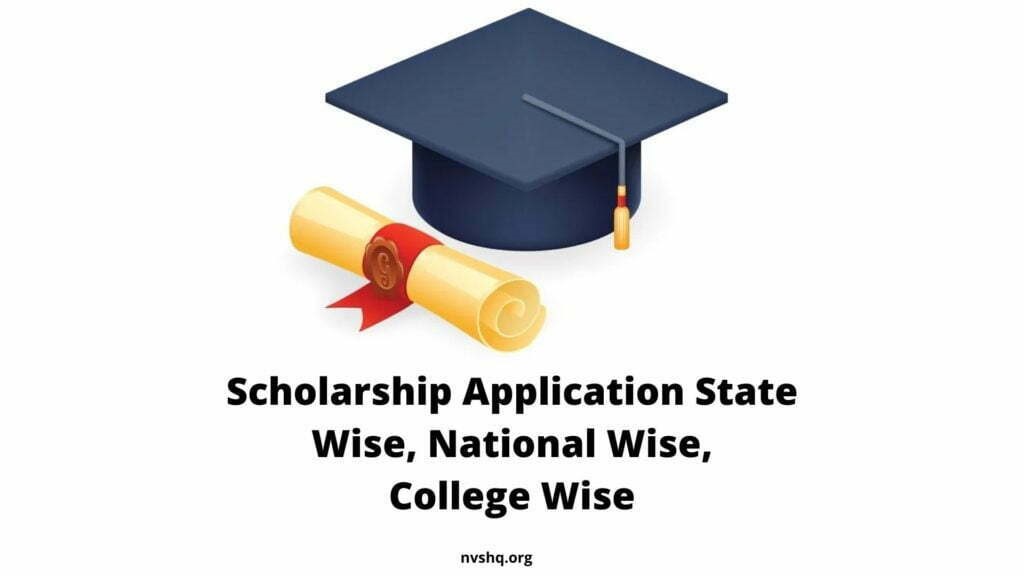 Scholarship Application State
Wise, National Wise,
College Wise
nvshq.org